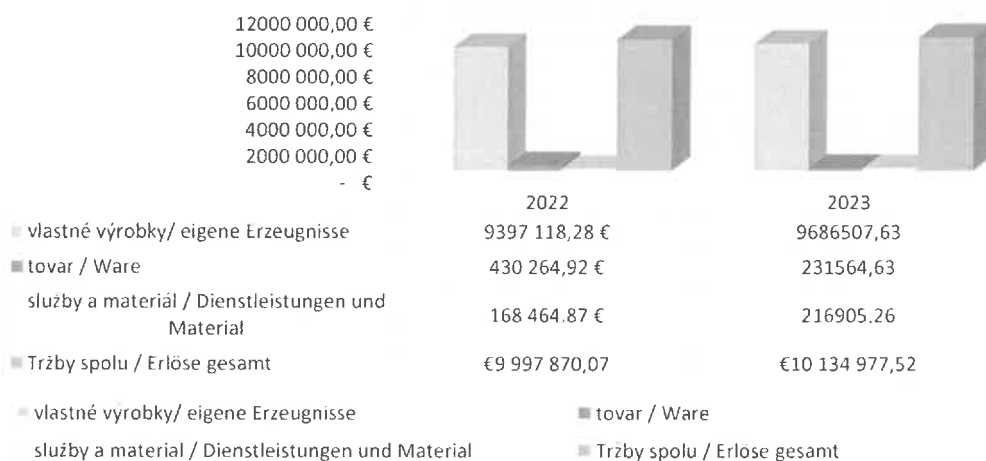 12000 000,00 €
10000 000,00 €
8000 000,00 €
6000 000,00 €
4000 000,00 €
2000 000,00 €
- €
2022 2023
vlastné výrobky/ eigene Erzeugnisse 9397 118,28 € 9686507,63
tovar / Ware 430 264,92 € 231564,63
služby a materiál / Dienstleistungen und
Material 168 464.87 € 216905.26
Tržby spolu / Erlöse gesamt €9 997 870,07 €10 134 977,52
vlastné výrobky/ eigene Erzeugnisse tovar / Ware
služby a material / Dienstleistungen und Material Tržby spolu / Erlöse gesamt